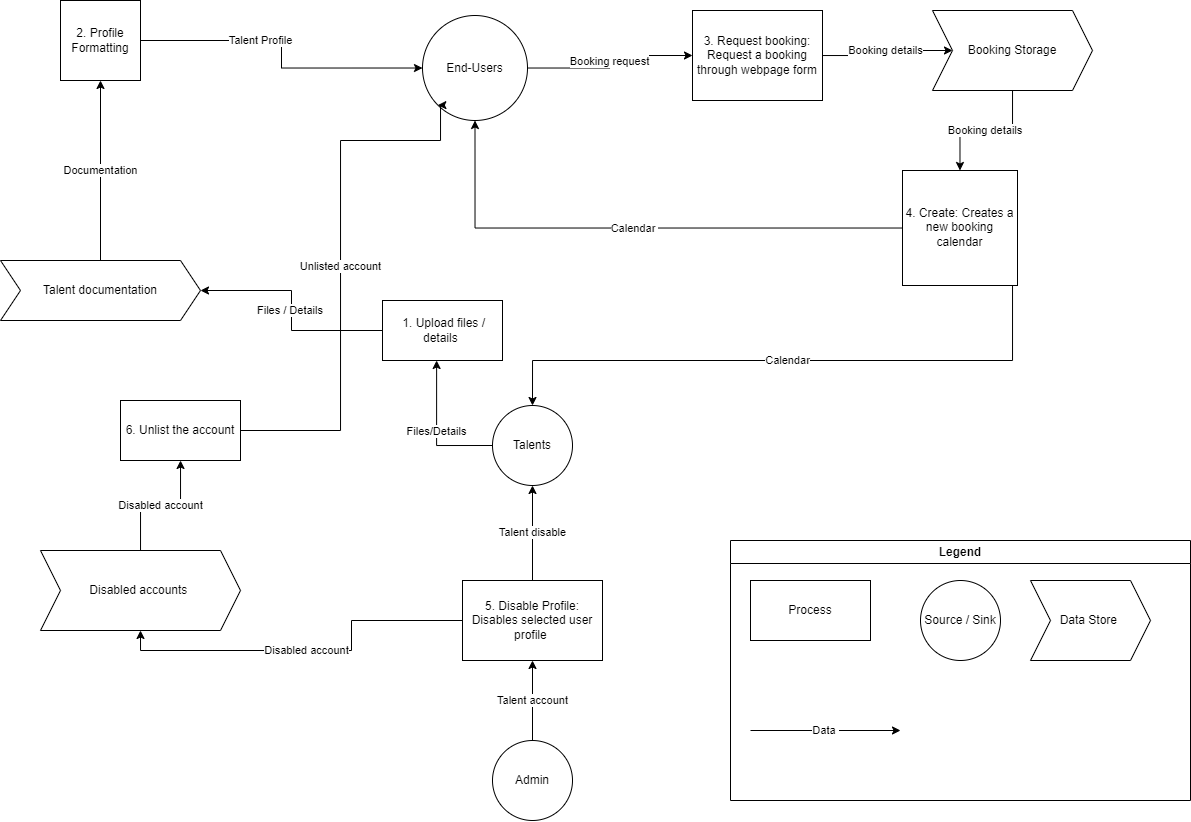 2. Profile
Formatting
Talent Profile
End-Users
Booking request
3. Request booking:
Request a booking
through webpage form
Booking details
Booking Storage
Booking details
Documentation
4. Create: Creates a
new booking
calendar
Calendar
Unlisted account
Talent documentation
Files / Details
1. Upload files /
details
Calendar
6. Unlist the account
Files/Details
Talents
Disabled account
Talent disable
Legend
Disabled accounts
5. Disable Profile:
Disables selected user
profile
Process
Source / Sink
Data Store
Disabled account
Talent account
Data
Admin